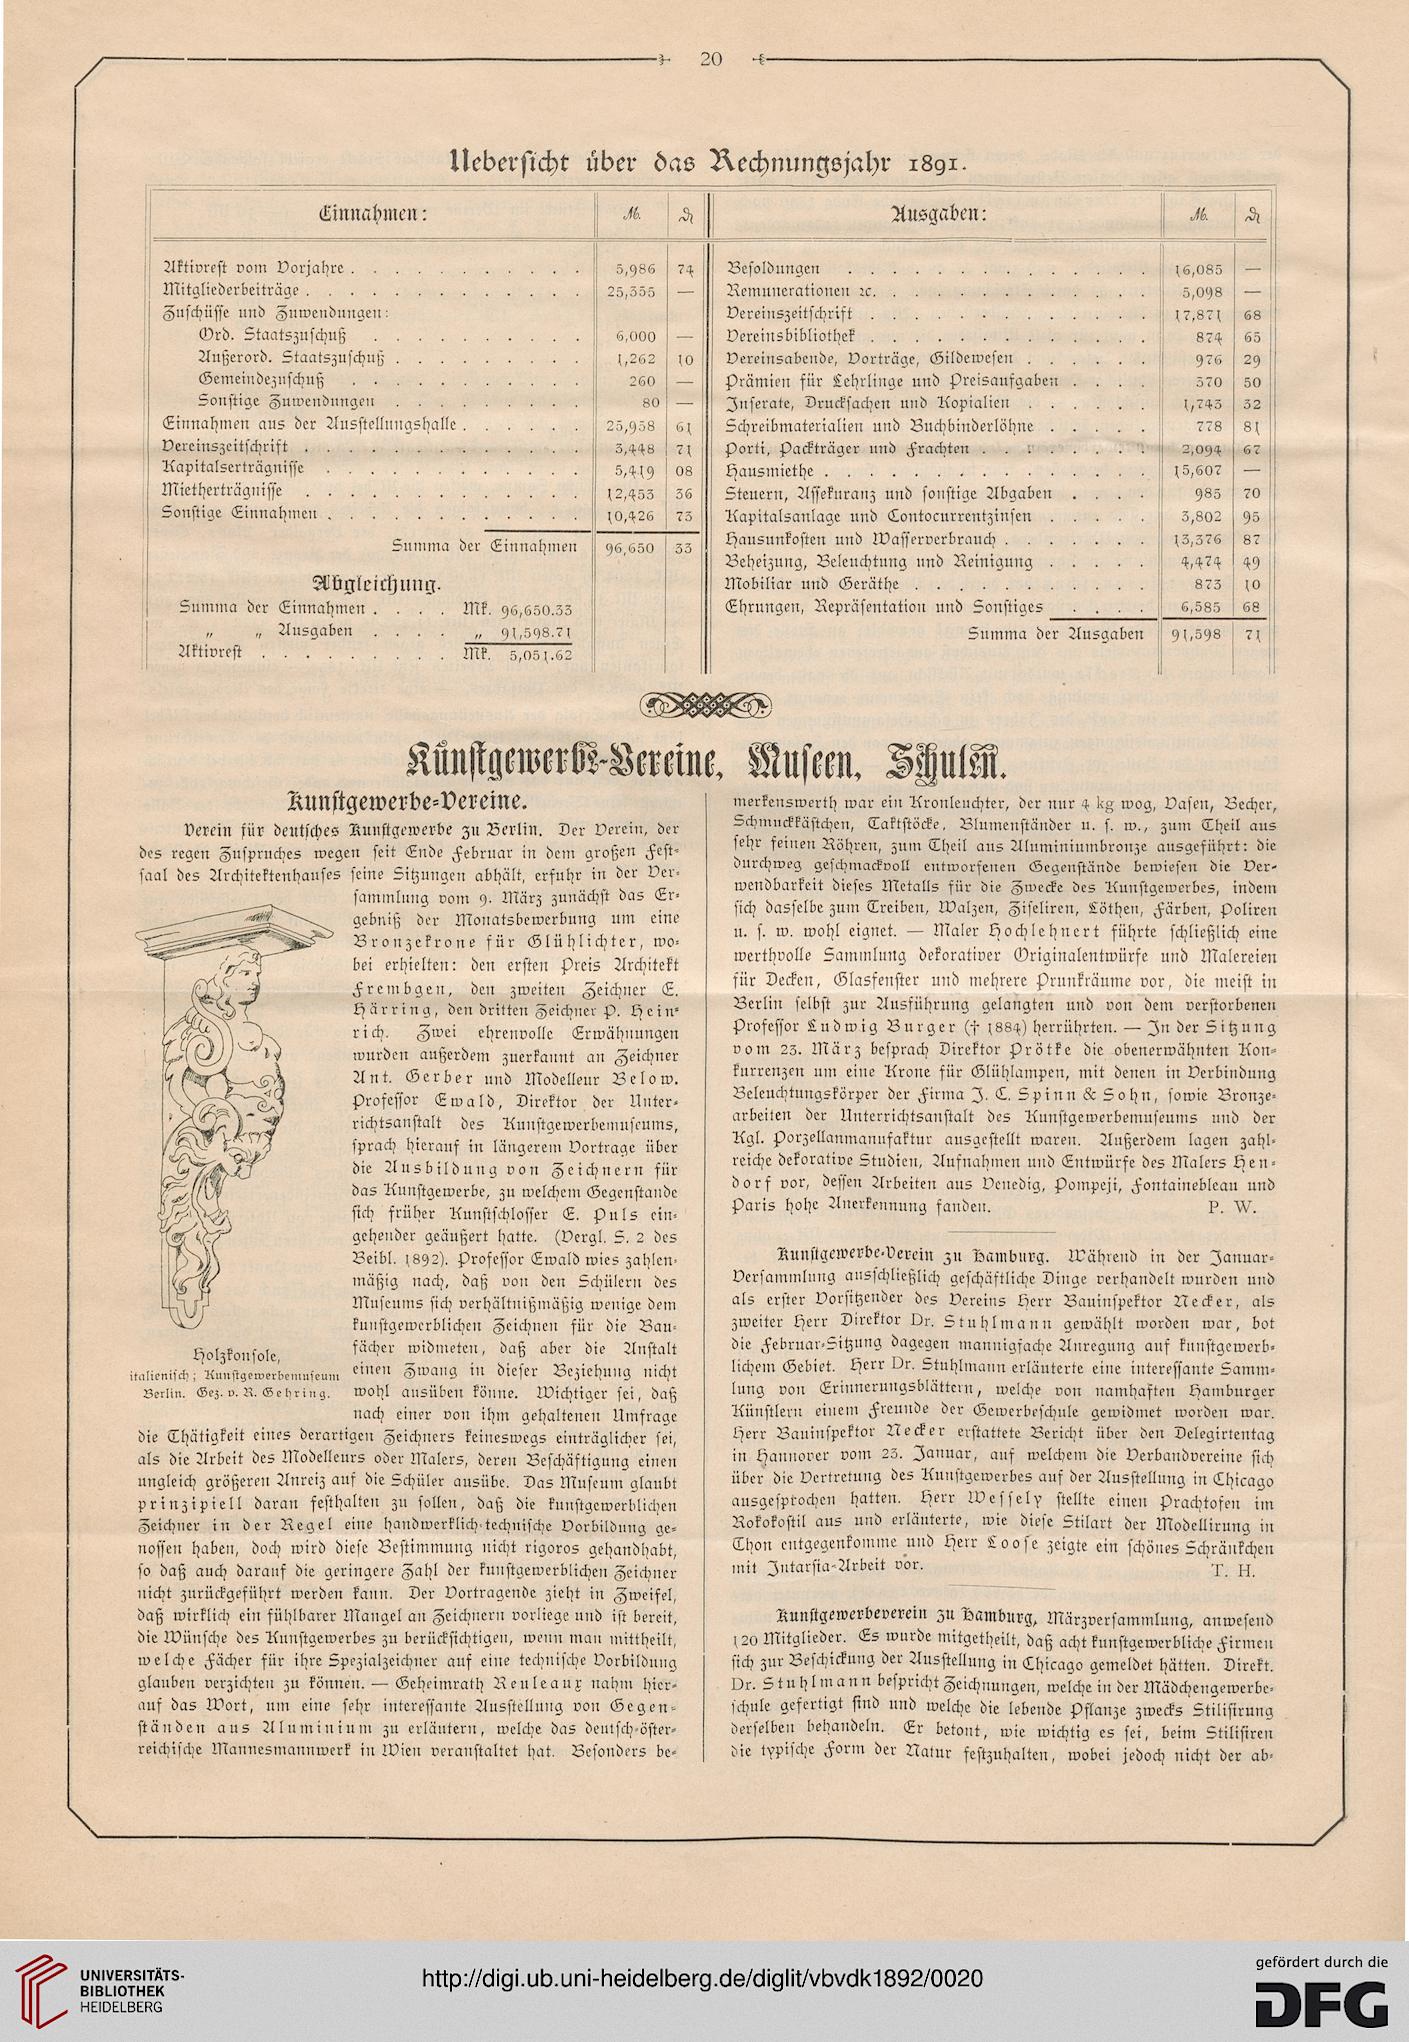 20
Uebersicht über das Rechnungsjahr 1891.
Einnahmen: M. ₰
Aktivrest vom Vorjahre . . . . . . . . . . . 5,986 74
Mitgliederbeiträge . . . . . . . . . . . . . 25,355 —
Zuschüsse und Zuwendungen:
Ord. Staatszuschuß . . . . . . . . . . 6,000 —
Außerord. Staatszuschuß . . . . . . . . . 1,262 10
Gemeindezuschuß . . . . . . . . . . . 260 —
Sonstige Zuwendungen . . . . . . . . . 80 —
Einnahmen aus der Ausstellungshalle . . . . . . 25,958 61
Vereinszeitschrift . . . . . . . . . . . . . 3,448 71
Kapitalserträgnisse . . . . . . . . . . . . 5,419 08
Mietherträgnisse . . . . . . . . . . . . . 12,453 36
Sonstige Einnahmen . . . . . . . . . . . . 10,426 73
Summa der Einnahmen 96,650 33
Abgleichung.
Summa der Einnahmen . . . . Mk. 96,650.33
„ „ Ausgaben . . . . „ 91,598.71
Aktivrest . . . . . . . . . Mk. 5,051.62
Ausgaben: M. ₰
Besoldungen . . . . . . . . . . . . . . 16,085 —
Remunerationen ꝛc. . . . . . . . . . . . . 5,098 —
Vereinszeitschrift . . . . . . . . . . . . . 17,871 68
Vereinsbibliothek . . . . . . . . . . . . . 874 65
Vereinsabende, Vorträge, Gildewesen . . . . . . 976 29
Prämien für Lehrlinge und Preisaufgaben . . . . 370 50
Inserate, Drucksachen und Kopialien . . . . . . 1,743 32
Schreibmaterialien und Buchbinderlöhne . . . . . 778 81
Porti, Packträger und Frachten . . . . . . . . 2,094 67
Hausmiethe . . . . . . . . . . . . . . . 15,607 —
Steuern, Assekuranz und sonstige Abgaben . . . . 985 70
Kapitalsanlage und Contocurrentzinsen . . . . . 3,802 95
Hausunkosten und Wasserverbrauch . . . . . . . 13,376 87
Beheizung, Beleuchtung und Reinigung . . . . . 4,474 49
Mobiliar und Geräthe . . . . . . . . . . . 873 10
Ehrungen, Repräsentation und Sonstiges . . . . 6,585 68
Summa der Ausgaben 91,598 71
Kunstgewerbe-Vereine, Museen, Schulen.
Kunstgewerbe-Vereine.
Verein für deutsches Kunstgewerbe zu Berlin. Der Verein, der
des regen Zuspruches wegen seit Ende Februar in dem großen Fest-
saal des Architektenhauses seine Sitzungen abhält, erfuhr in der Ver-
sammlung vom 9. März zunächst das Er-
gebniß der Monatsbewerbung um eine
Bronzekrone für Glühlichter, wo-
bei erhielten: den ersten Preis Architekt
Frembgen, den zweiten Zeichner E.
Härring, den dritten Zeichner P. Hein-
rich. Zwei ehrenvolle Erwähnungen
wurden außerdem zuerkannt an Zeichner
Ant. Gerber und Modelleur Below.
Professor Ewald, Direktor der Unter-
richtsanstalt des Kunstgewerbemuseums,
sprach hierauf in längerem Vortrage über
die Ausbildung von Zeichnern für
das Kunstgewerbe, zu welchem Gegenstande
sich früher Kunstschlosser E. Puls ein-
gehender geäußert hatte. (Vergl. S. 2 des
Beibl. 1892). Professor Ewald wies zahlen-
mäßig nach, daß von den Schülern des
Museums sich verhältnißmäßig wenige dem
kunstgewerblichen Zeichnen für die Bau-
fächer widmeten, daß aber die Anstalt
einen Zwang in dieser Beziehung nicht
wohl ausüben könne. Wichtiger sei, daß
nach einer von ihm gehaltenen Umfrage
Holzkonsole,
italienisch; Kunstgewerbemuseum
Berlin. Gez. v. R. Gehring.
die Thätigkeit eines derartigen Zeichners keineswegs einträglicher sei,
als die Arbeit des Modelleurs oder Malers, deren Beschäftigung einen
ungleich größeren Anreiz auf die Schüler ausübe. Das Museum glaubt
prinzipiell daran festhalten zu sollen, daß die kunstgewerblichen
Zeichner in der Regel eine handwerklich-technische Vorbildung ge-
nossen haben, doch wird diese Bestimmung nicht rigoros gehandhabt,
so daß auch darauf die geringere Zahl der kunstgewerblichen Zeichner
nicht zurückgeführt werden kann. Der Vortragende zieht in Zweifel,
daß wirklich ein fühlbarer Mangel an Zeichnern vorliege und ist bereit,
die Wünsche des Kunstgewerbes zu berücksichtigen, wenn man mittheilt,
welche Fächer für ihre Spezialzeichner auf eine technische Vorbildung
glauben verzichten zu können. — Geheimrath Reuleaux nahm hier-
auf das Wort, um eine sehr interessante Ausstellung von Gegen-
ständen aus Aluminium zu erläutern, welche das deutsch-öster-
reichische Mannesmannwerk in Wien veranstaltet hat. Besonders be-
merkenswerth war ein Kronleuchter, der nur 4 kg wog, Vasen, Becher,
Schmuckkästchen, Taktstöcke, Blumenständer u. s. w., zum Theil aus
sehr feinen Röhren, zum Theil aus Aluminiumbronze ausgeführt: die
durchweg geschmackvoll entworfenen Gegenstände bewiesen die Ver-
wendbarkeit dieses Metalls für die Zwecke des Kunstgewerbes, indem
sich dasselbe zum Treiben, Walzen, Ziseliren, Löthen, Färben, Poliren
u. s. w. wohl eignet. — Maler Hochlehnert führte schließlich eine
werthvolle Sammlung dekorativer Originalentwürfe und Malereien
für Decken, Glasfenster und mehrere Prunkräume vor, die meist in
Berlin selbst zur Ausführung gelangten und von dem verstorbenen
Professor Ludwig Burger († 1884) herrührten. — In der Sitzung
vom 23. März besprach Direktor Prötke die obenerwähnten Kon-
kurrenzen um eine Krone für Glühlampen, mit denen in Verbindung
Beleuchtungskörper der Firma J. C. Spinn & Sohn, sowie Bronze-
arbeiten der Unterrichtsanstalt des Kunstgewerbemuseums und der
Kgl. Porzellanmanufaktur ausgestellt waren. Außerdem lagen zahl-
reiche dekorative Studien, Aufnahmen und Entwürfe des Malers Hen-
dorf vor, dessen Arbeiten aus Venedig, Pompeji, Fontainebleau und
Paris hohe Anerkennung fanden. P. W.
Kunstgewerbe-Verein zu Hamburg. Während in der Januar-
Versammlung ausschließlich geschäftliche Dinge verhandelt wurden und
als erster Vorsitzender des Vereins Herr Bauinspektor Necker, als
zweiter Herr Direktor Dr. Stuhlmann gewählt worden war, bot
die Februar-Sitzung dagegen mannigfache Anregung auf kunstgewerb-
lichem Gebiet. Herr Dr. Stuhlmann erläuterte eine interessante Samm-
lung von Erinnerungsblättern, welche von namhaften Hamburger
Künstlern einem Freunde der Gewerbeschule gewidmet worden war.
Herr Bauinspektor Necker erstattete Bericht über den Delegirtentag
in Hannover vom 23. Januar, auf welchem die Verbandvereine sich
über die Vertretung des Kunstgewerbes auf der Ausstellung in Chicago
ausgesprochen hatten. Herr Wessely stellte einen Prachtofen im
Rokokostil aus und erläuterte, wie diese Stilart der Modellirung in
Thon entgegenkomme und Herr Loose zeigte ein schönes Schränkchen
mit Intarsia-Arbeit vor. T. H.
Kunstgewerbeverein zu Hamburg, Märzversammlung, anwesend
120 Mitglieder. Es wurde mitgetheilt, daß acht kunstgewerbliche Firmen
sich zur Beschickung der Ausstellung in Chicago gemeldet hätten. Direkt.
Dr. Stuhlmann bespricht Zeichnungen, welche in der Mädchengewerbe-
schule gefertigt sind und welche die lebende Pflanze zwecks Stilisirung
derselben behandeln. Er betont, wie wichtig es sei, beim Stilisiren
die typische Form der Natur festzuhalten, wobei jedoch nicht der ab-
UNIVERSITÄTS-
BIBLIOTHEK
HEIDELBERG
http://digi.ub.uni-heidelberg.de/diglit/vbvdk1892/0020
gefördert durch die
DFG